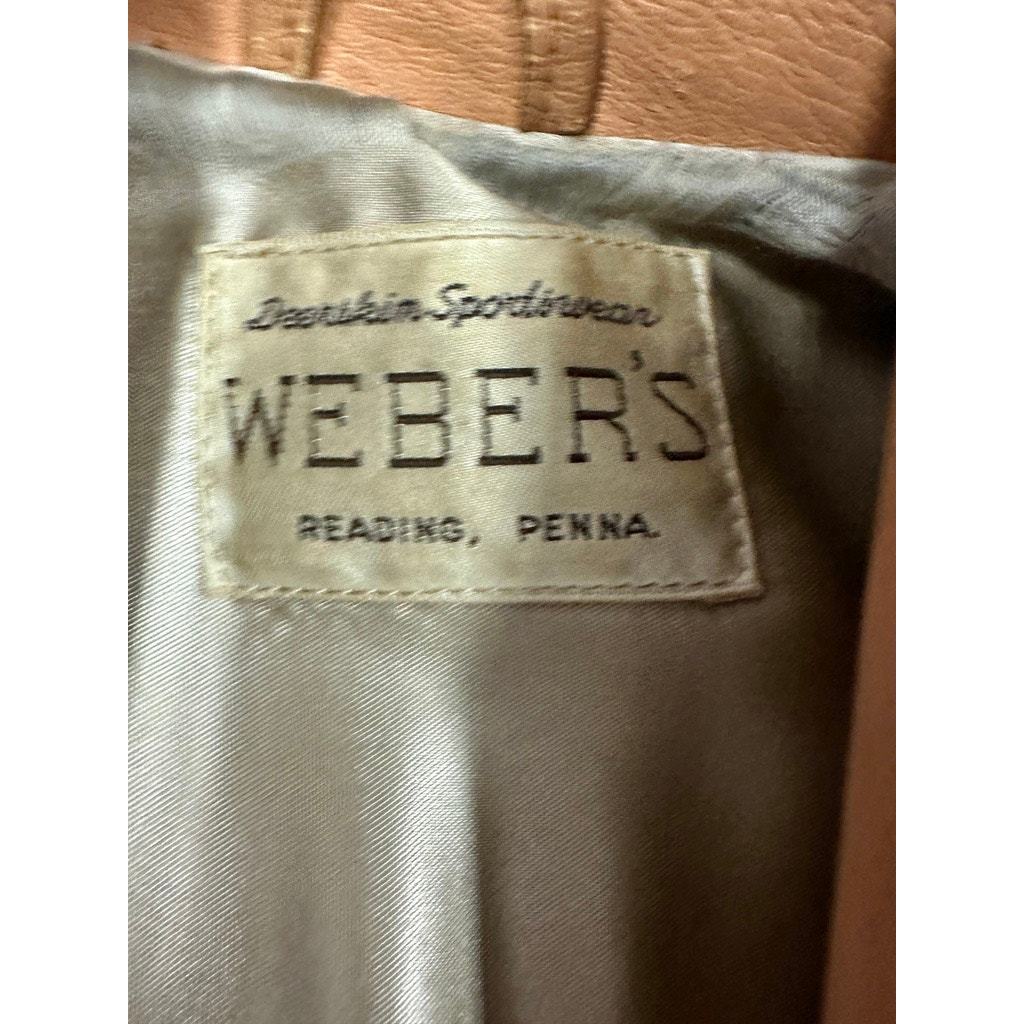 Deerskin Sportswear
WEBER'S
READING, PENNA.